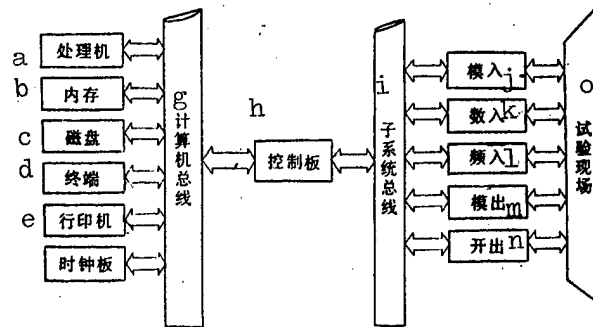 a
处理机
b
内存
c
磁盘
d
终端
e
行印机
时钟板
g
计算机总线
h
控制板
i
子系统总线
模入 j
数入 k
频入 l
模出 m
开出 n
o
试验现场